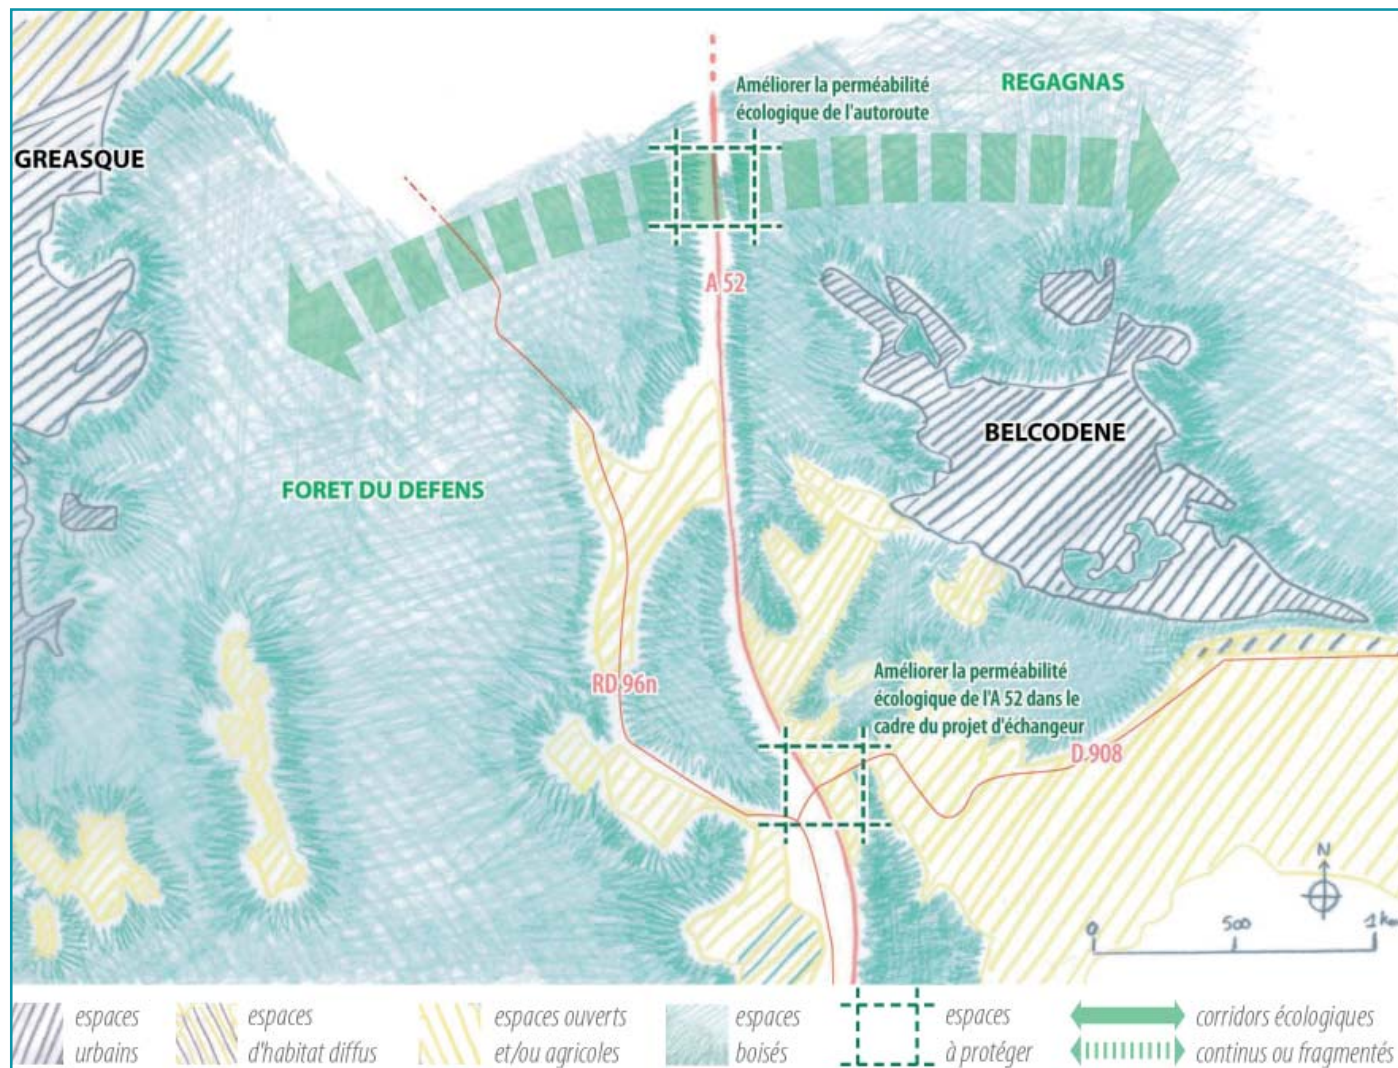 Améliorer la perméabilité
écologique de l'autoroute
REGAGNAS
GREASQUE
A 52
BELCODENE
FORET DU DEFENS
RD 96n
Améliorer la perméabilité
écologique de l'A 52 dans le
cadre du projet d'échangeur
D 908
N
0 500 1 km
espaces
urbains
espaces
d'habitat diffus
espaces ouverts
et/ou agricoles
espaces
boisés
espaces
à protéger
corridors écologiques
continus ou fragmentés